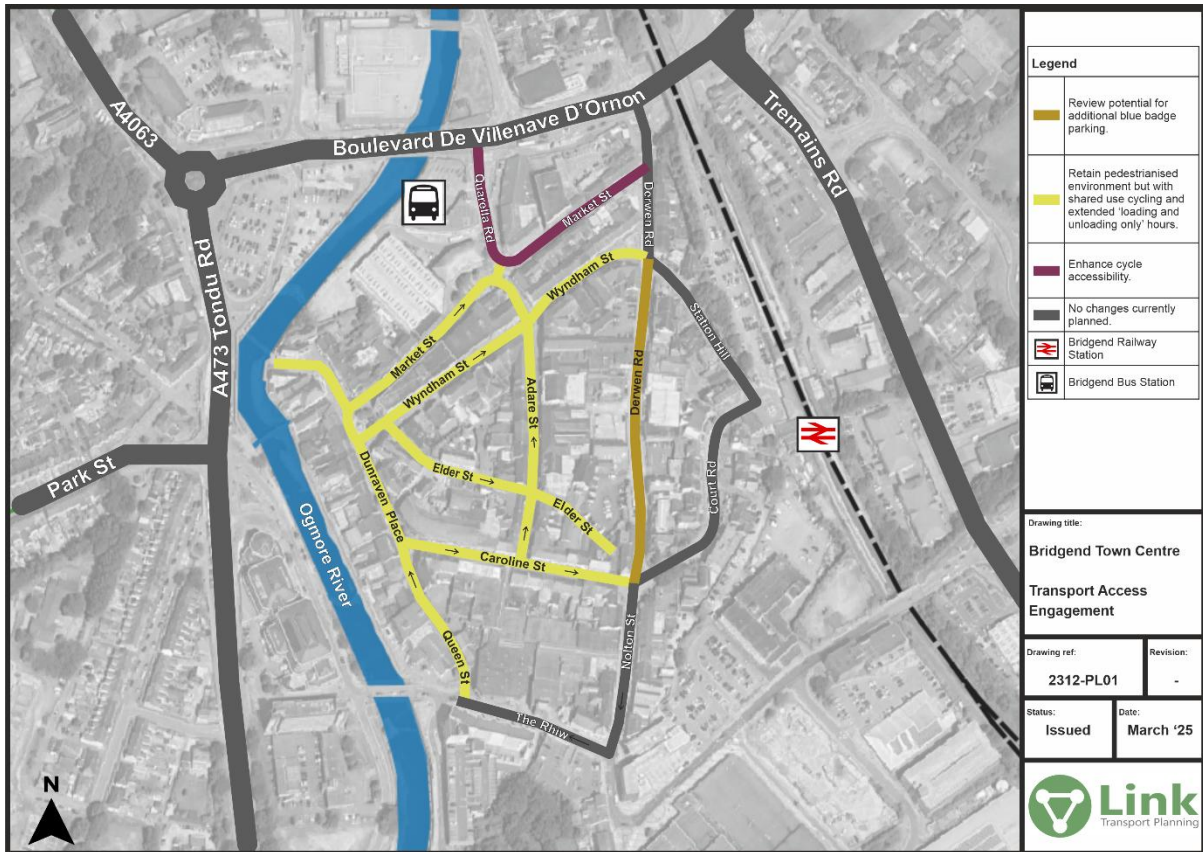 A4063
Boulevard De Villenave D'Ornon
Tremains Rd
A473 Tondu Rd
Quarella Rd
Market St
Derwen Rd
Wyndham St
Station Hill
Market St
Wyndham St
Adare St
Derwen Rd
Park St
Dunraven Place
Elder St
Elder St
Court Rd
Ogmore River
Caroline St
Queen St
Nolton St
The Rhiw
N
Legend
Review potential for
additional blue badge
parking.
Retain pedestrianised
environment but with
shared use cycling and
extended 'loading and
unloading only' hours.
Enhance cycle
accessibility.
No changes currently
planned.
Bridgend Railway
Station
Bridgend Bus Station
Drawing title:
Bridgend Town Centre
Transport Access
Engagement
Drawing ref:
2312-PL01
Revision:
-
Status:
Issued
Date:
March '25
Link
Transport Planning